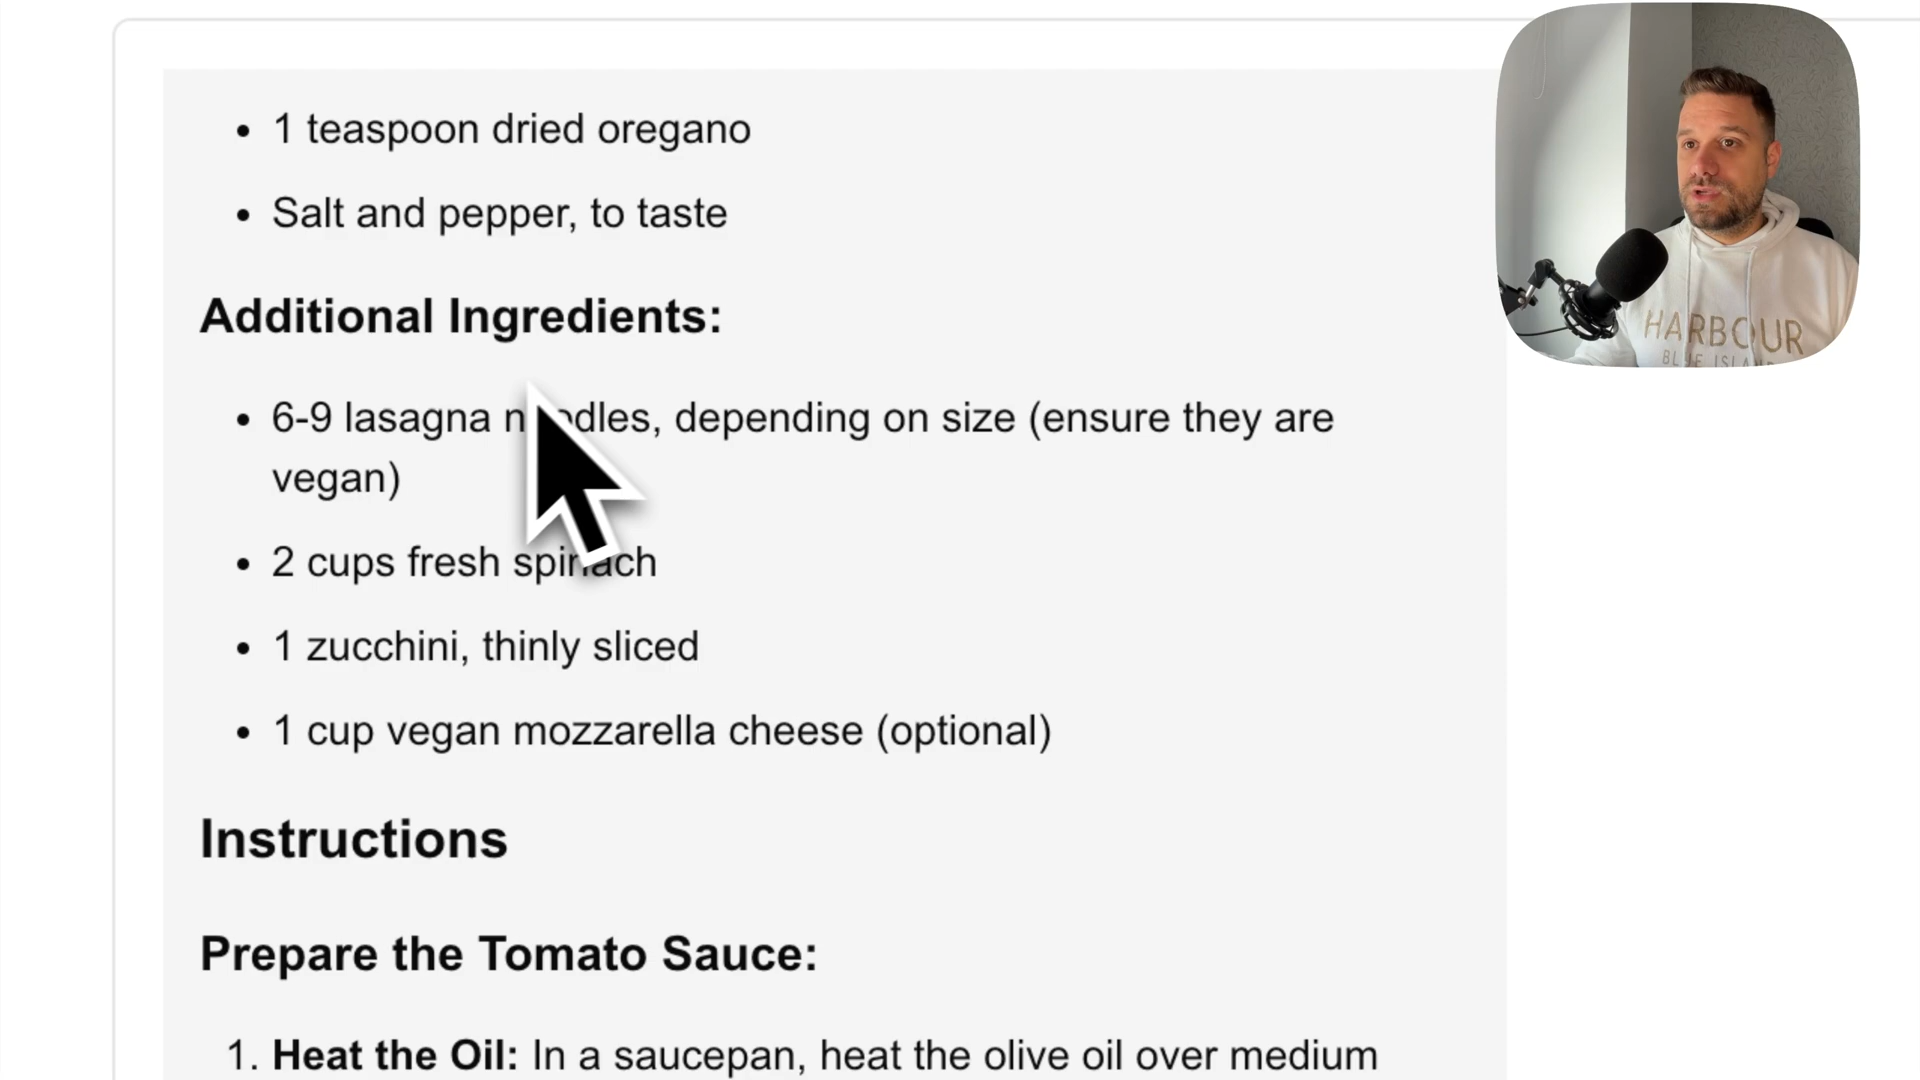 • 1 teaspoon dried oregano
• Salt and pepper, to taste
Additional Ingredients:
• 6-9 lasagna noodles, depending on size (ensure they are
vegan)
• 2 cups fresh spinach
• 1 zucchini, thinly sliced
• 1 cup vegan mozzarella cheese (optional)
Instructions
Prepare the Tomato Sauce:
1. Heat the Oil: In a saucepan, heat the olive oil over medium
HARBOUR
BLUE ISLAND